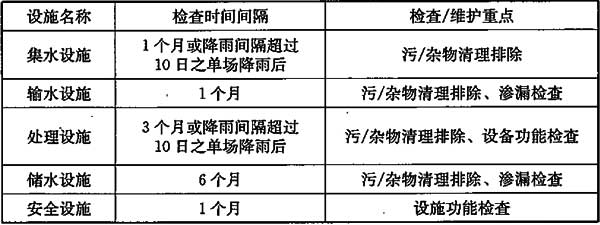 设施名称 检查时间间隔 检查/维护重点
集水设施 1个月或降雨间隔超过
10日之单场降雨后 污/杂物清理排除
输水设施 1个月 污/杂物清理排除、渗漏检查
处理设施 3个月或降雨间隔超过
10日之单场降雨后 污/杂物清理排除、设备功能检查
储水设施 6个月 污/杂物清理排除、渗漏检查
安全设施 1个月 设施功能检查